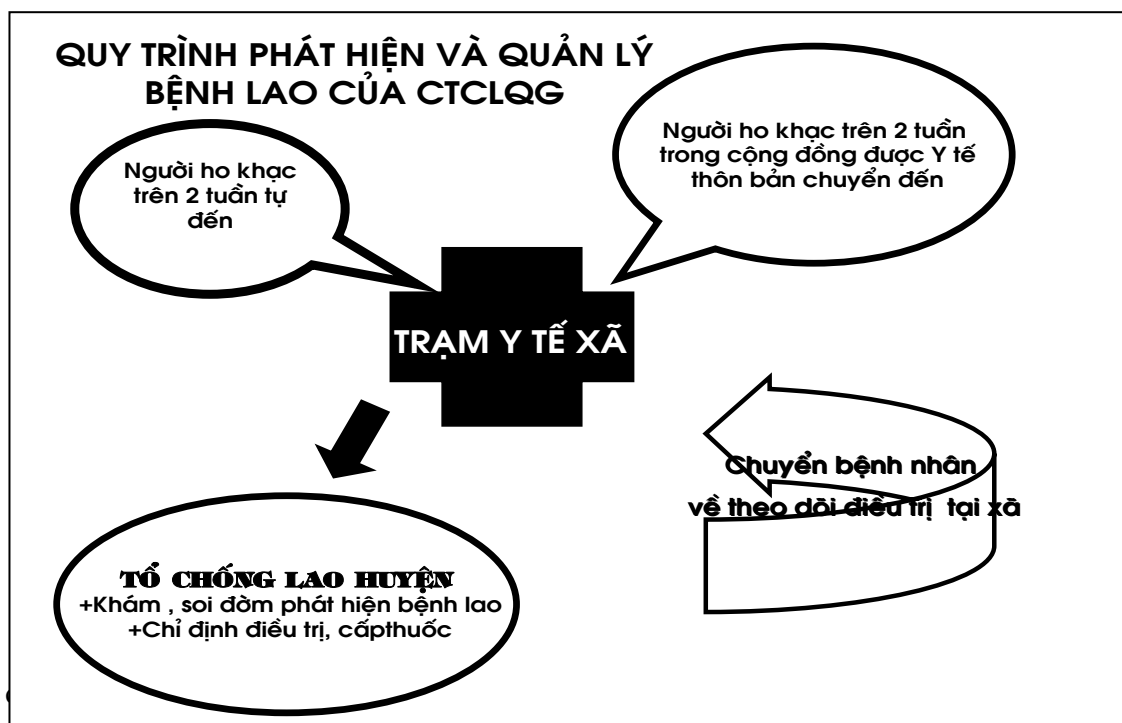 QUY TRÌNH PHÁT HIỆN VÀ QUẢN LÝ
BỆNH LAO CỦA CTCLQG
Người ho khạc
trên 2 tuần tự
đến
Người ho khạc trên 2 tuần
trong cộng đồng được Y tế
thôn bản chuyển đến
TRẠM Y TẾ XÃ
Chuyển bệnh nhân
về theo dõi điều trị tại xã
TỔ CHỐNG LAO HUYỆN
+Khám , soi đờm phát hiện bệnh lao
+Chỉ định điều trị, cấpthuốc